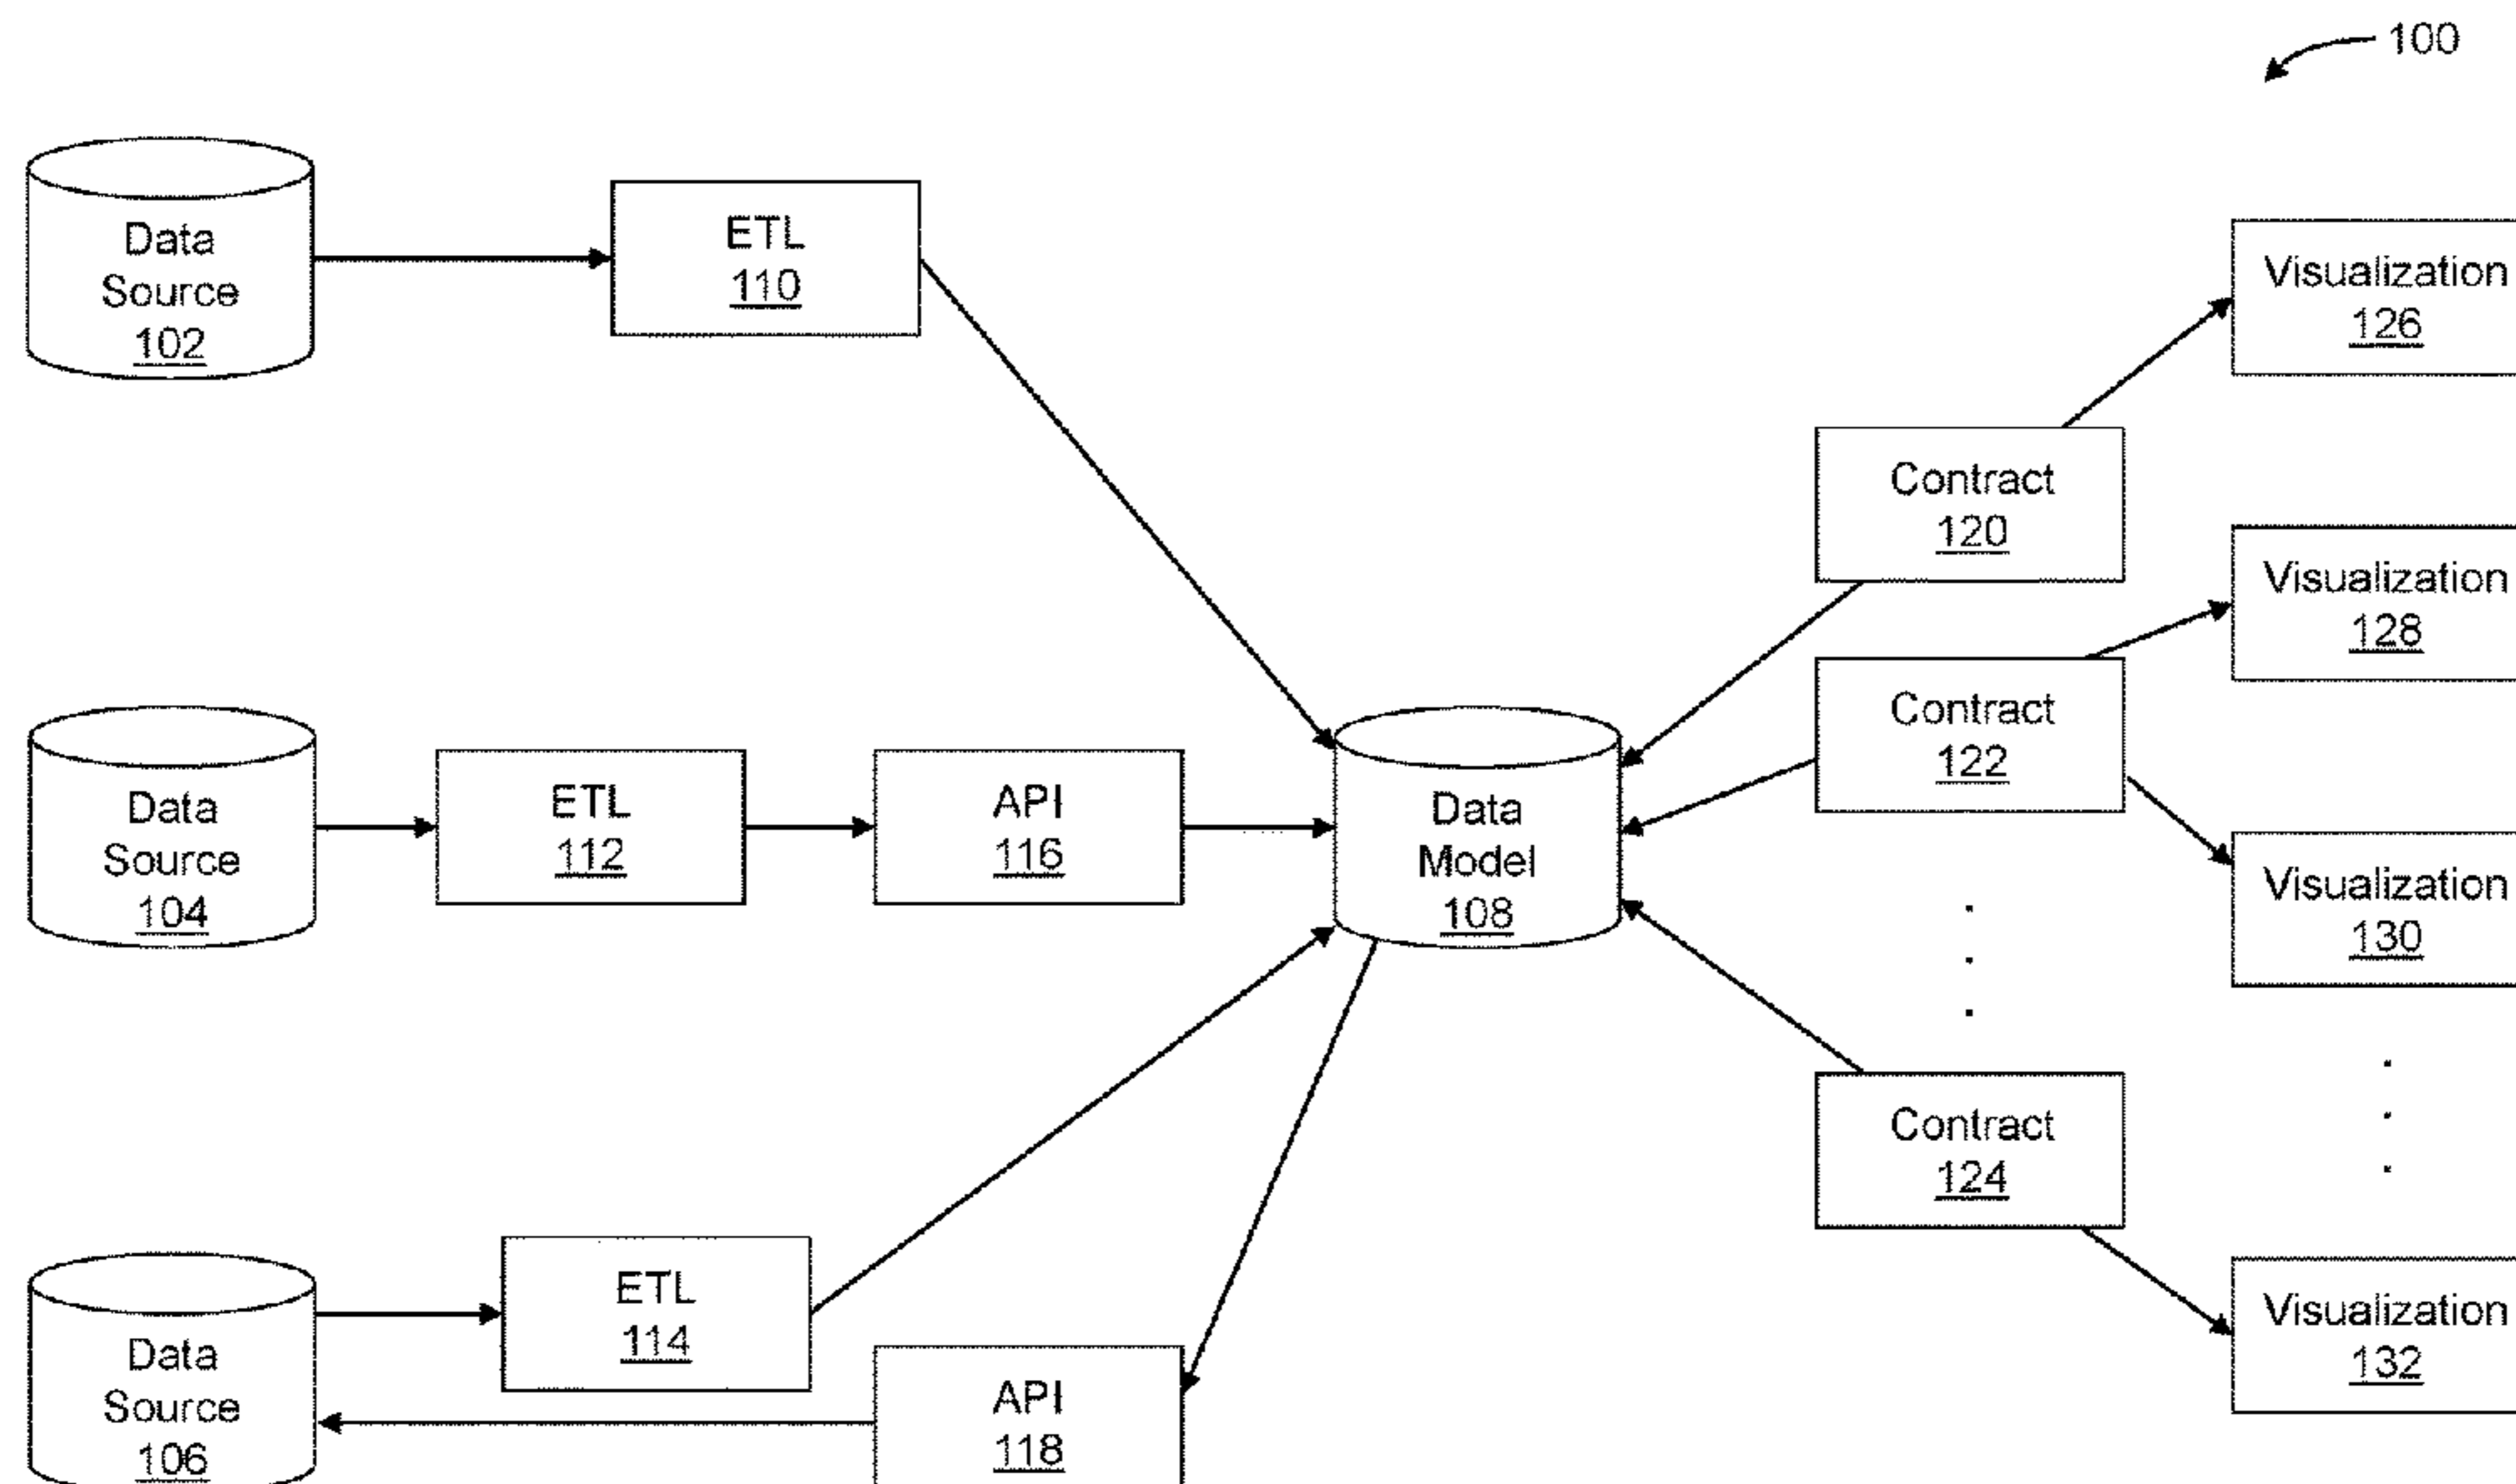 100
Data
Source
102
ETL
110
Visualization
126
Contract
120
Visualization
128
Data
Source
104
ETL
112
API
116
Data
Model
108
Contract
122
Visualization
130
Contract
124
Data
Source
106
ETL
114
API
118
Visualization
132